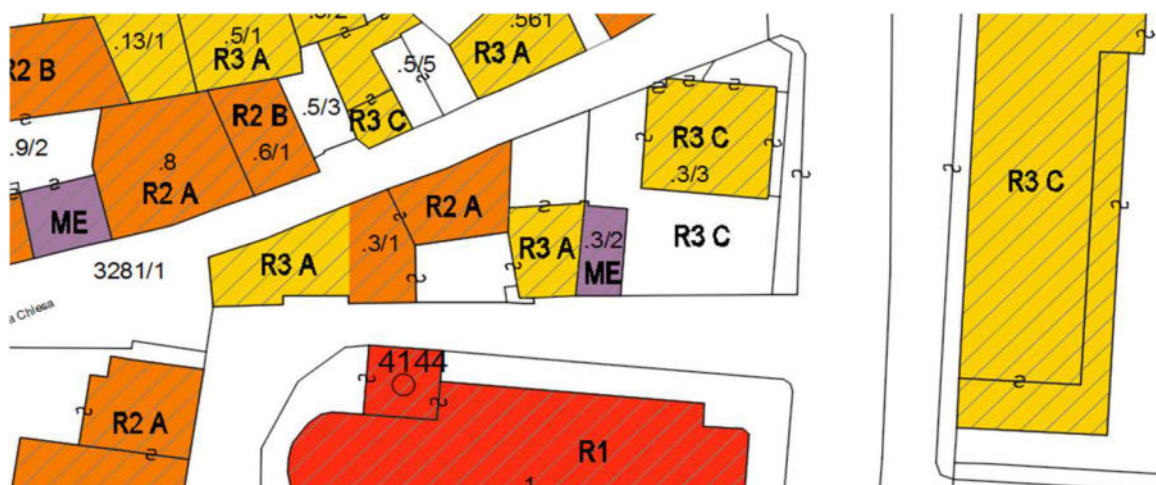 .13/1
.5/1
R3 A
.5/5
.561
R3 A
R2 B
R2 B
.6/1
.5/3
R3 C
.9/2
.8
R2 A
ME
R3 C
.3/3
R3 C
R2 A
.3/1
R3 A
R3 A
.3/2
ME
R3 C
3281/1
a Chiesa
4144
R2 A
R1